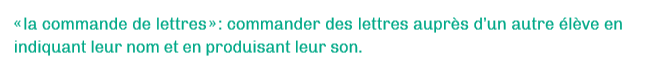 «la commande de lettres»: commander des lettres auprès d'un autre élève en
indiquant leur nom et en produisant leur son.